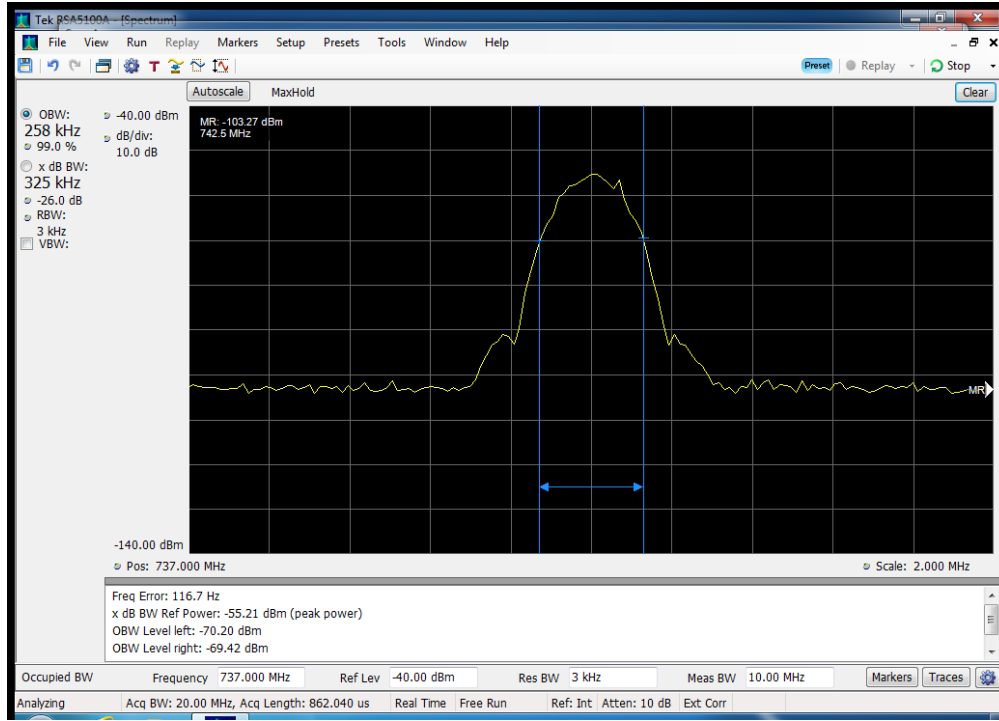 Tek RSA5100A - [Spectrum]
File View Run Replay Markers Setup Presets Tools Window Help
Preset Replay Stop
Autoscale MaxHold Clear
OBW:
258 kHz
99.0 %
x dB BW:
325 kHz
-26.0 dB
RBW:
3 kHz
VBW:
-40.00 dBm
dB/div:
10.0 dB
MR: -103.27 dBm
742.5 MHz
MR
-140.00 dBm
Pos: 737.000 MHz Scale: 2.000 MHz
Freq Error: 116.7 Hz
x dB BW Ref Power: -55.21 dBm (peak power)
OBW Level left: -70.20 dBm
OBW Level right: -69.42 dBm
Occupied BW Frequency 737.000 MHz Ref Lev -40.00 dBm Res BW 3 kHz Meas BW 10.00 MHz Markers Traces
Analyzing Acq BW: 20.00 MHz, Acq Length: 862.040 us Real Time Free Run Ref: Int Atten: 10 dB Ext Corr